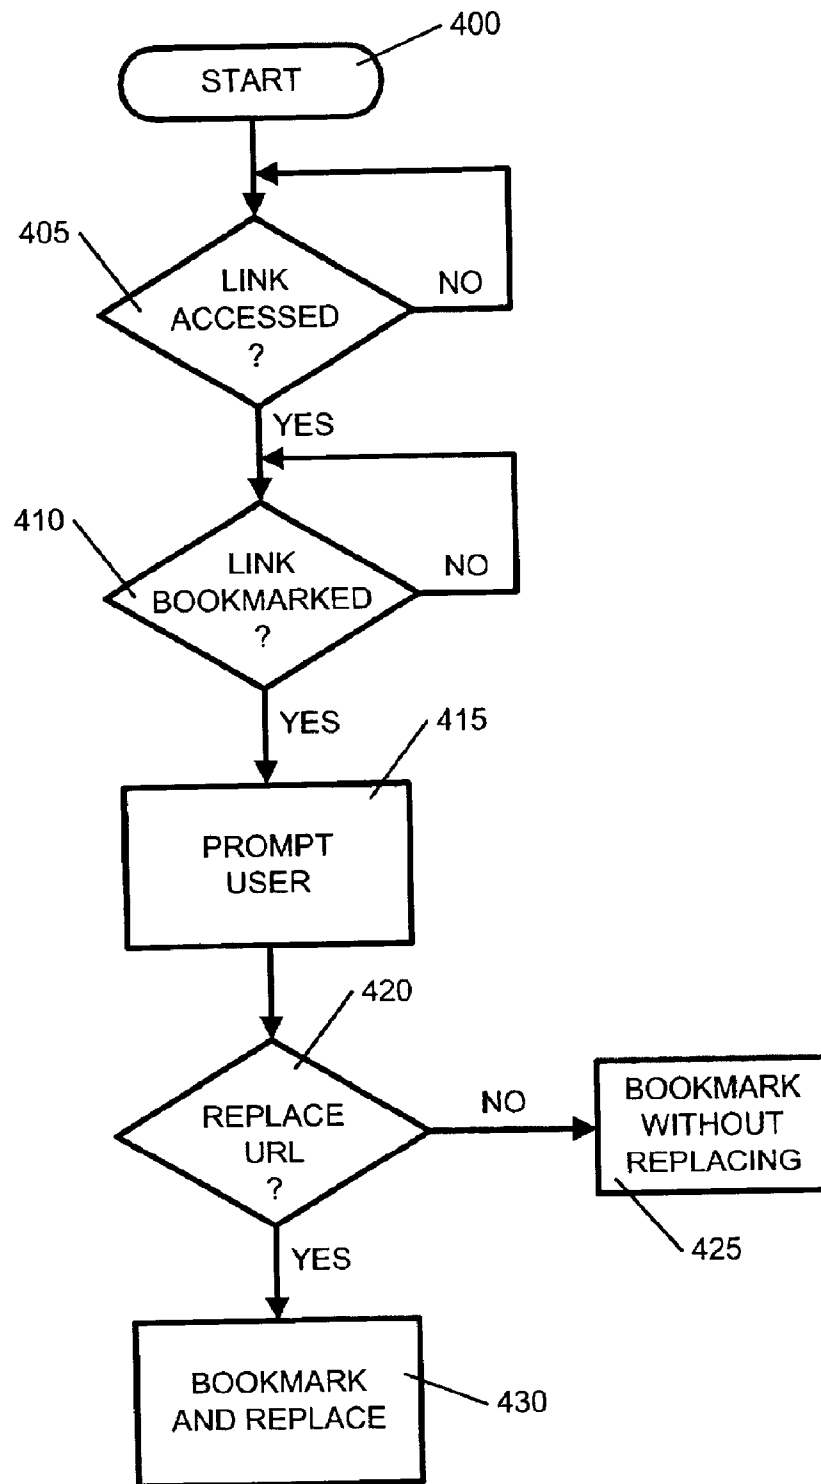 400
START
405
LINK
ACCESSED
?
NO
YES
410
LINK
BOOKMARKED
?
NO
YES
415
PROMPT
USER
420
REPLACE
URL
?
NO
BOOKMARK
WITHOUT
REPLACING
425
YES
BOOKMARK
AND REPLACE
430